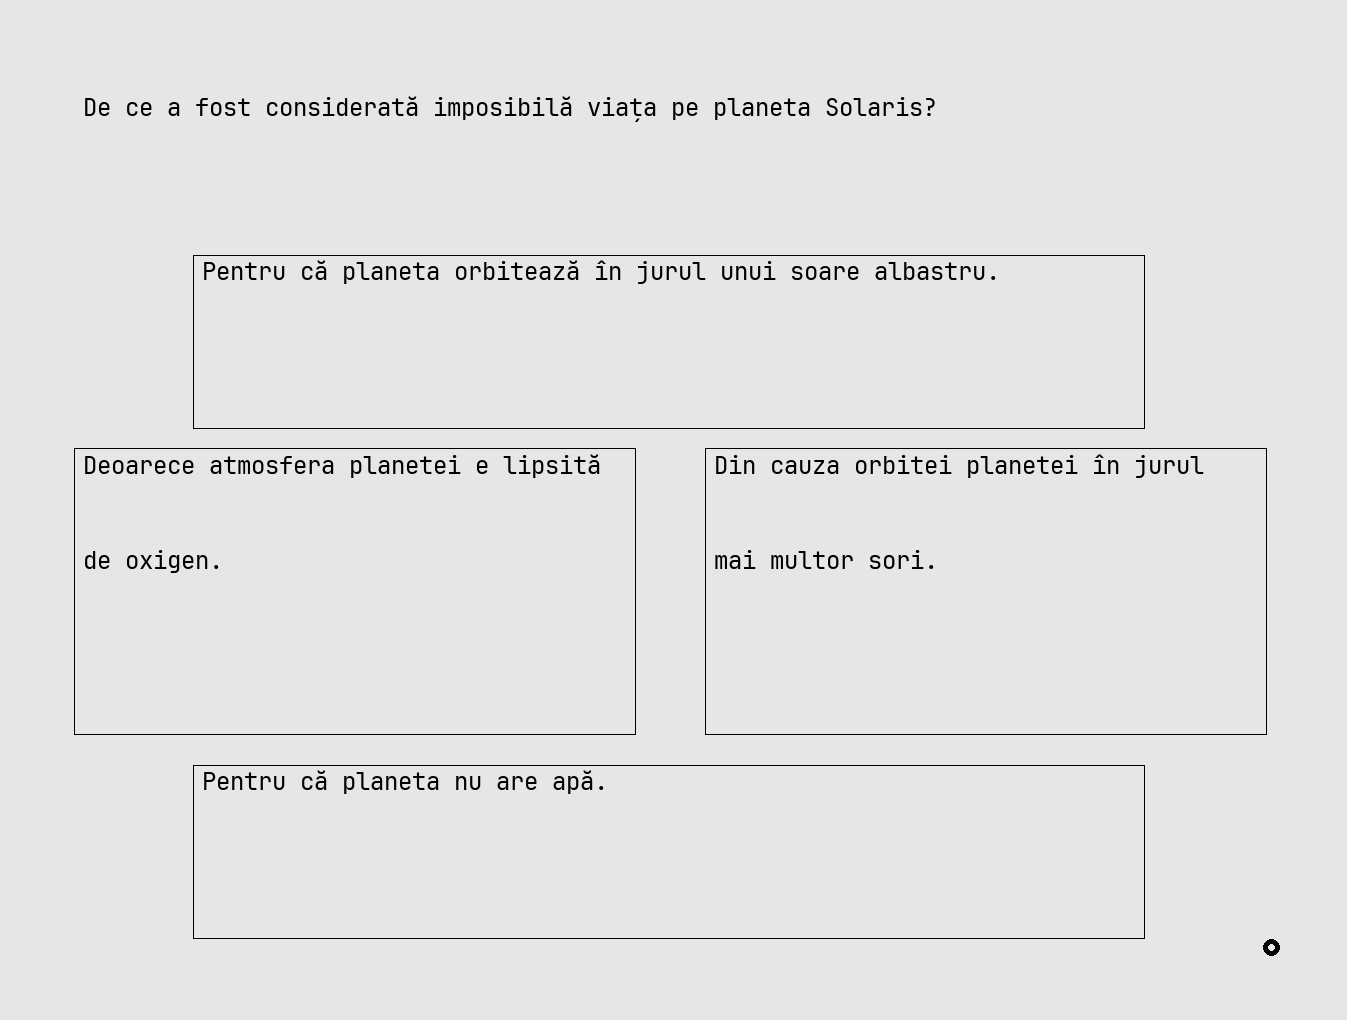 De ce a fost considerată imposibilă viața pe planeta Solaris?
Pentru că planeta orbitează în jurul unui soare albastru.
Deoarece atmosfera planetei e lipsită
de oxigen.
Din cauza orbitei planetei în jurul
mai multor sori.
Pentru că planeta nu are apă.